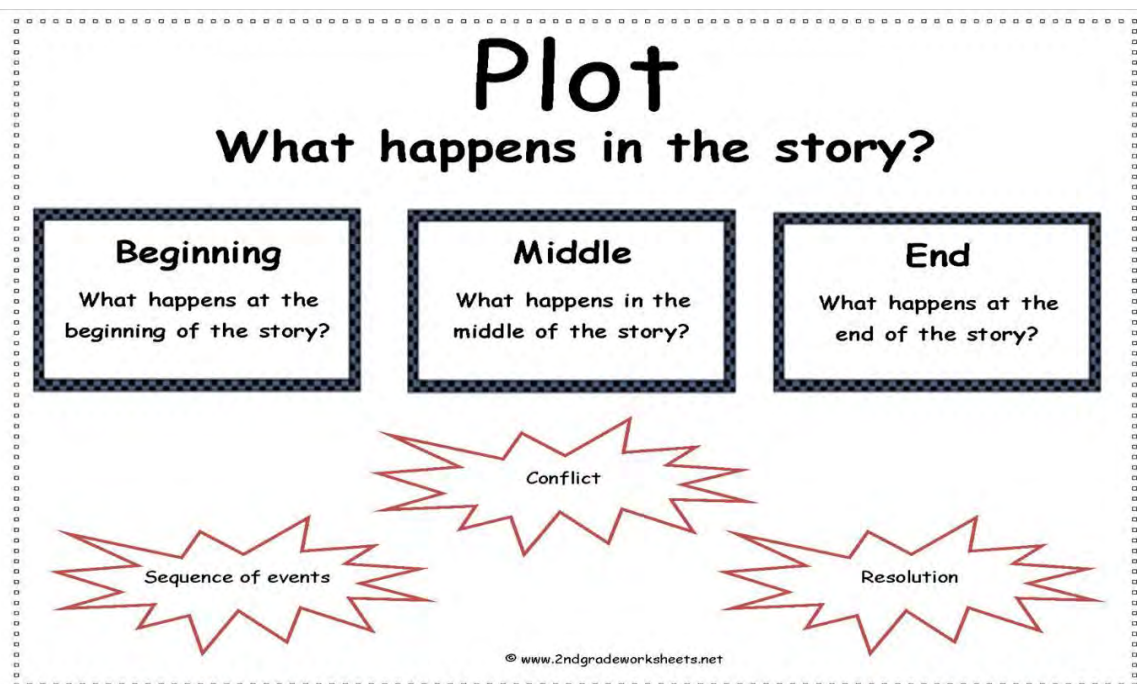 Plot
What happens in the story?
Beginning
What happens at the
beginning of the story?
Middle
What happens in the
middle of the story?
End
What happens at the
end of the story?
Conflict
Sequence of events
Resolution
© www.2ndgradeworksheets.net